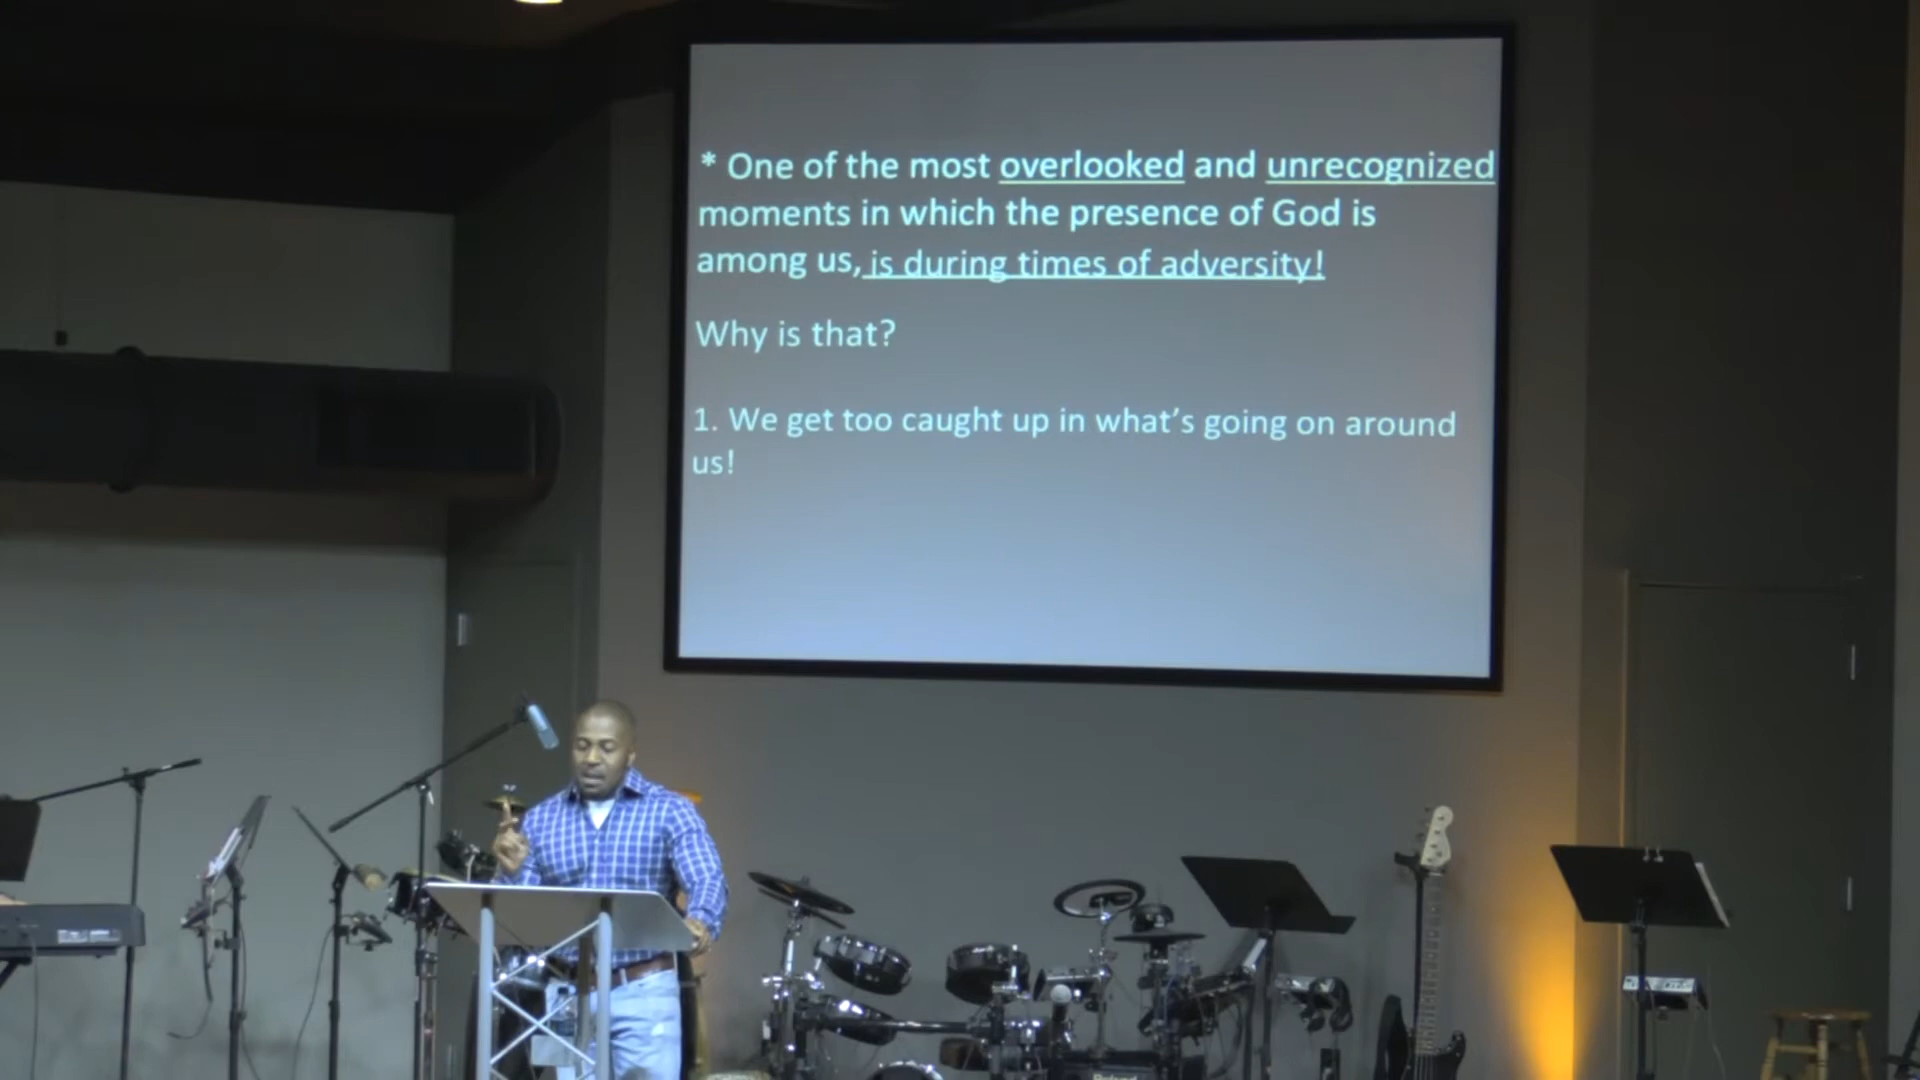 * One of the most overlooked and unrecognized
moments in which the presence of God is
among us, is during times of adversity!
Why is that?
1. We get too caught up in what's going on around
us!
Roland